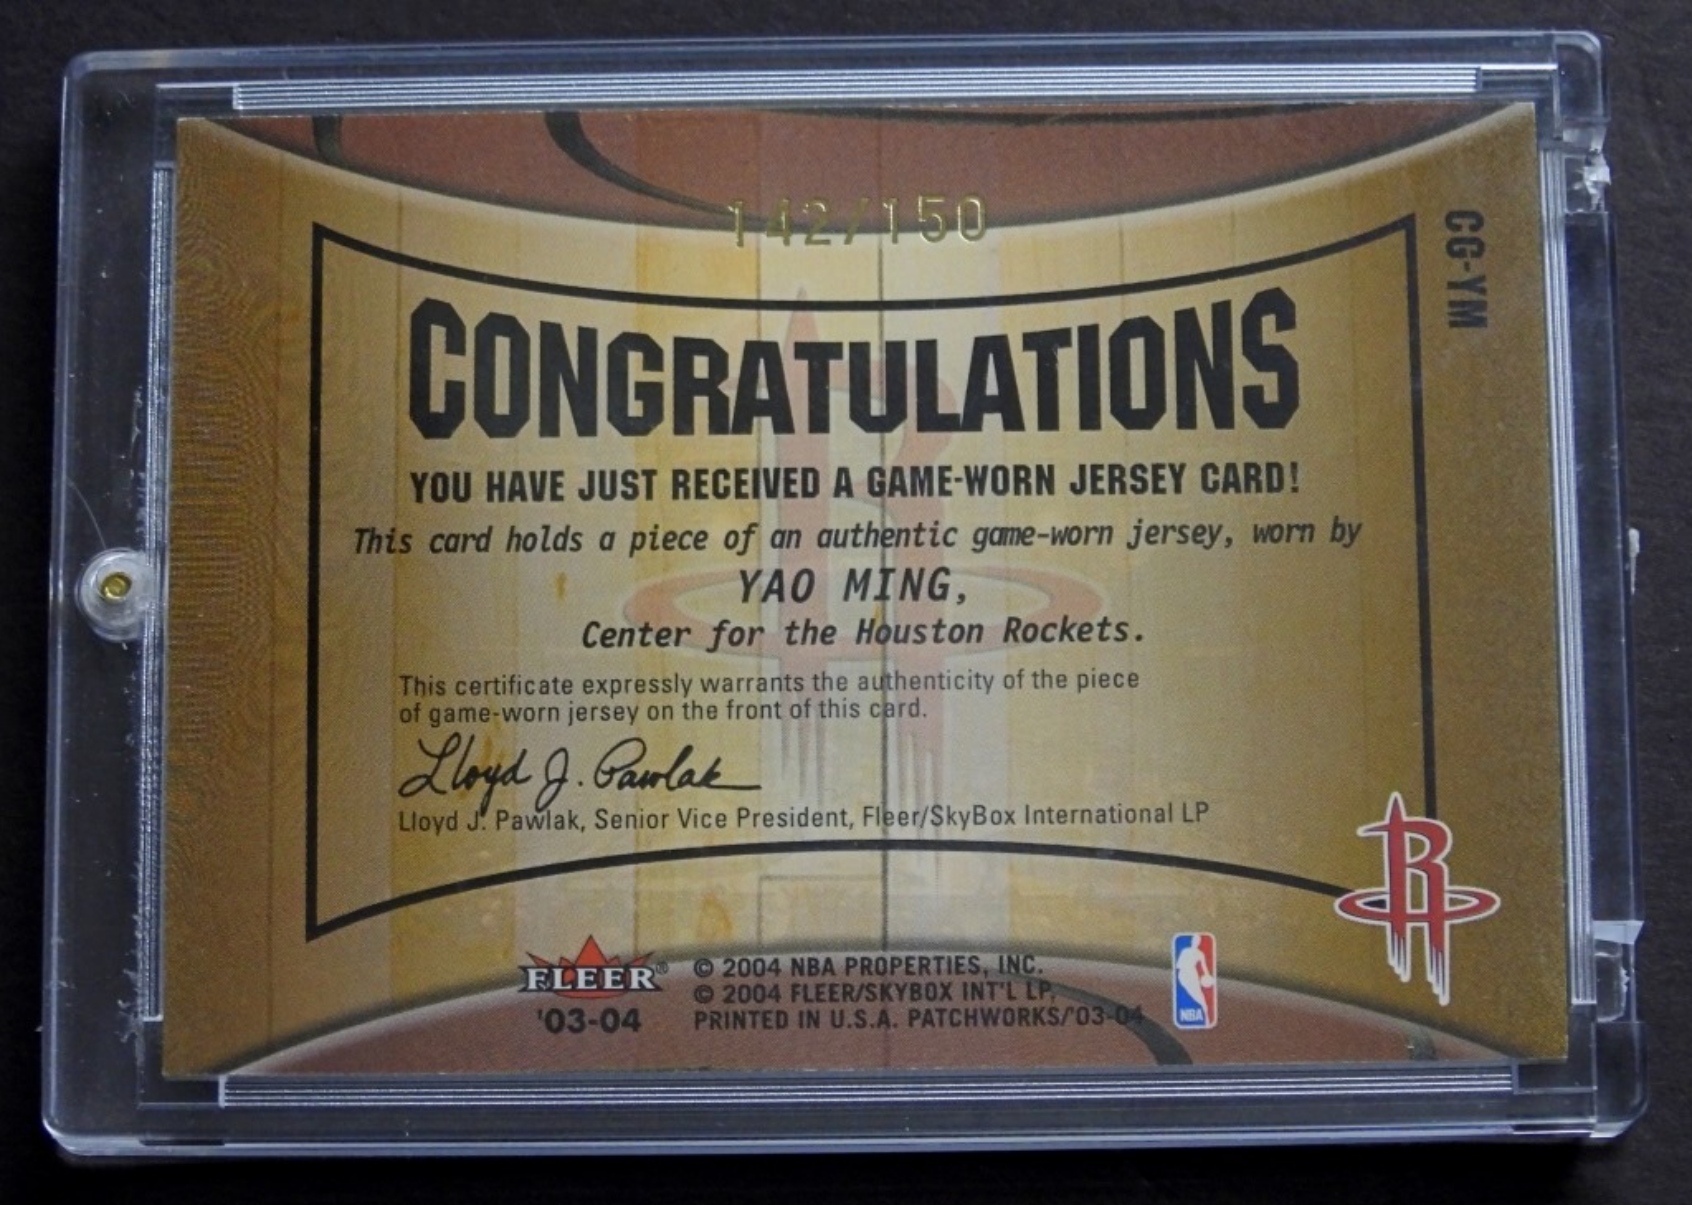 142/150
CG-YM
CONGRATULATIONS
YOU HAVE JUST RECEIVED A GAME-WORN JERSEY CARD!
This card holds a piece of an authentic game-worn jersey, worn by
YAO MING,
Center for the Houston Rockets.
This certificate expressly warrants the authenticity of the piece
of game-worn jersey on the front of this card.
Lloyd J. Pawlak
Lloyd J. Pawlak, Senior Vice President, Fleer/SkyBox International LP
R
FLEER®
'03-04
© 2004 NBA PROPERTIES, INC.
© 2004 FLEER/SKYBOX INT'L LP,
PRINTED IN U.S.A. PATCHWORKS/'03-04
NBA